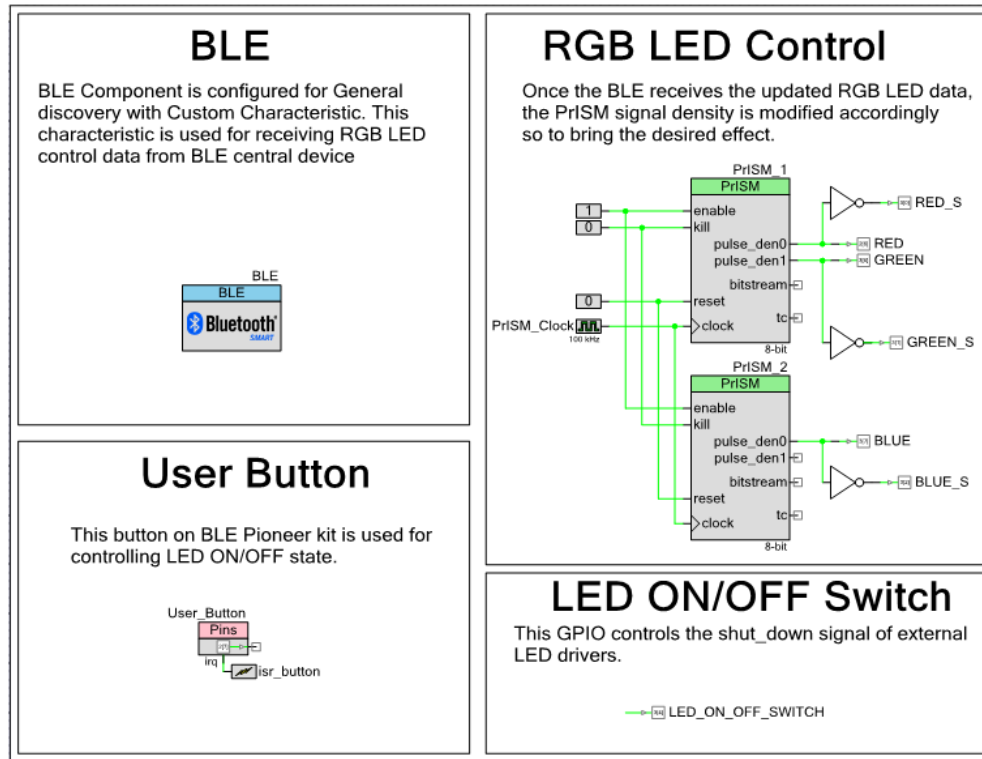 BLE
BLE Component is configured for General
discovery with Custom Characteristic. This
characteristic is used for receiving RGB LED
control data from BLE central device
BLE
BLE
Bluetooth
SMART
User Button
This button on BLE Pioneer kit is used for
controlling LED ON/OFF state.
User_Button
Pins
irq
isr_button
RGB LED Control
Once the BLE receives the updated RGB LED data,
the PrISM signal density is modified accordingly
so to bring the desired effect.
PrISM_1
PrISM
1
enable
0
kill
pulse_den0
pulse_den1
bitstream
0
reset
tc
PrISM_Clock
100 kHz
clock
8-bit
RED_S
RED
GREEN
GREEN_S
PrISM_2
PrISM
enable
kill
pulse_den0
pulse_den1
bitstream
reset
tc
clock
8-bit
BLUE
BLUE_S
LED ON/OFF Switch
This GPIO controls the shut_down signal of external
LED drivers.
LED_ON_OFF_SWITCH